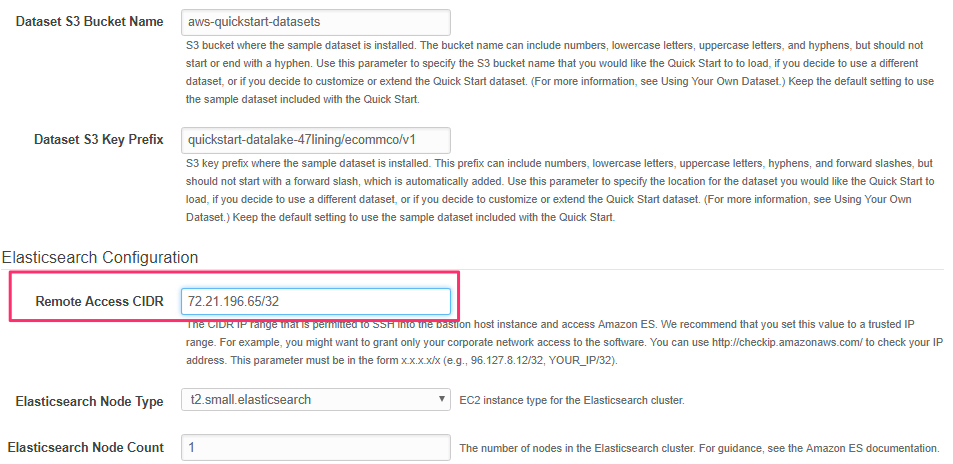 Dataset S3 Bucket Name aws-quickstart-datasets
S3 bucket where the sample dataset is installed. The bucket name can include numbers, lowercase letters, uppercase letters, and hyphens, but should not
start or end with a hyphen. Use this parameter to specify the S3 bucket name that you would like the Quick Start to to load, if you decide to use a different
dataset, or if you decide to customize or extend the Quick Start dataset. (For more information, see Using Your Own Dataset.) Keep the default setting to use
the sample dataset included with the Quick Start.
Dataset S3 Key Prefix quickstart-datalake-47lining/ecommco/v1
S3 key prefix where the sample dataset is installed. This prefix can include numbers, lowercase letters, uppercase letters, hyphens, and forward slashes, but
should not start with a forward slash, which is automatically added. Use this parameter to specify the location for the dataset you would like the Quick Start to
load, if you decide to use a different dataset, or if you decide to customize or extend the Quick Start dataset. (For more information, see Using Your Own
Dataset.) Keep the default setting to use the sample dataset included with the Quick Start.
Elasticsearch Configuration
Remote Access CIDR 72.21.196.65/32
The CIDR IP range that is permitted to SSH into the bastion host instance and access Amazon ES. We recommend that you set this value to a trusted IP
range. For example, you might want to grant only your corporate network access to the software. You can use http://checkip.amazonaws.com/ to check your IP
address. This parameter must be in the form x.x.x.x/x (e.g., 96.127.8.12/32, YOUR_IP/32).
Elasticsearch Node Type t2.small.elasticsearch EC2 instance type for the Elasticsearch cluster.
Elasticsearch Node Count 1 The number of nodes in the Elasticsearch cluster. For guidance, see the Amazon ES documentation.